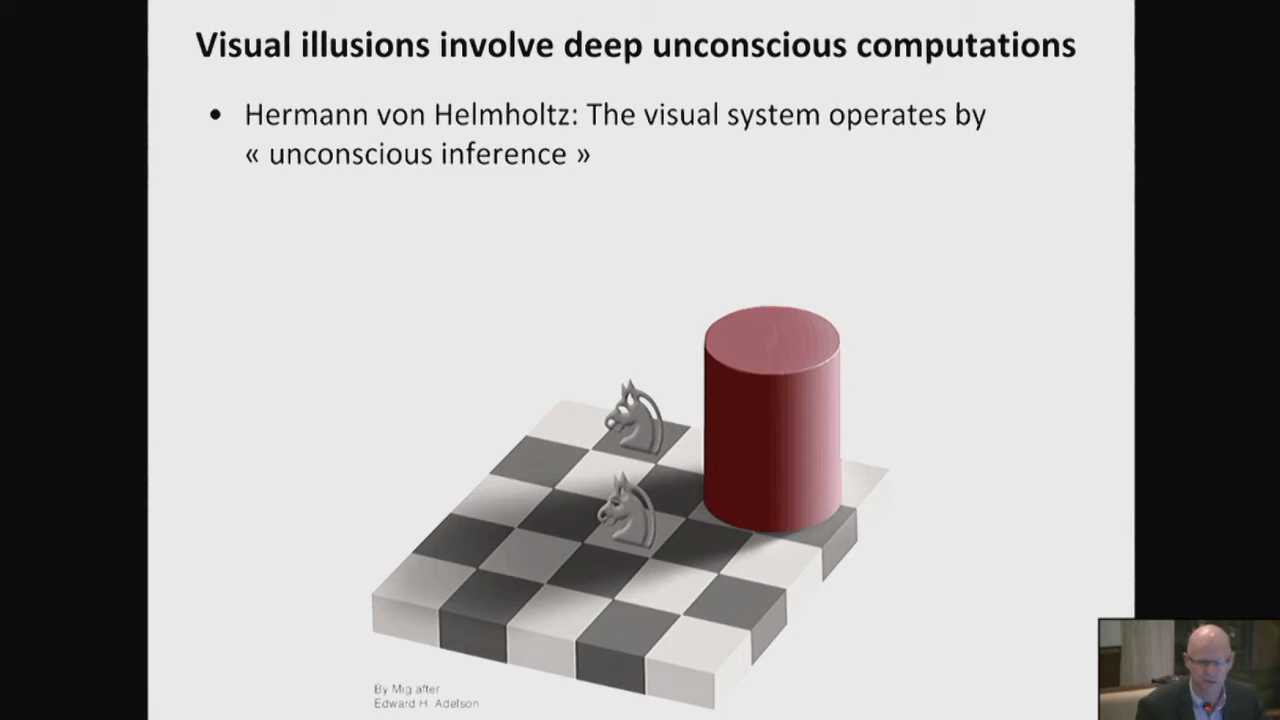 Visual illusions involve deep unconscious computations
• Hermann von Helmholtz: The visual system operates by
« unconscious inference »
By Mig after
Edward H. Adelson